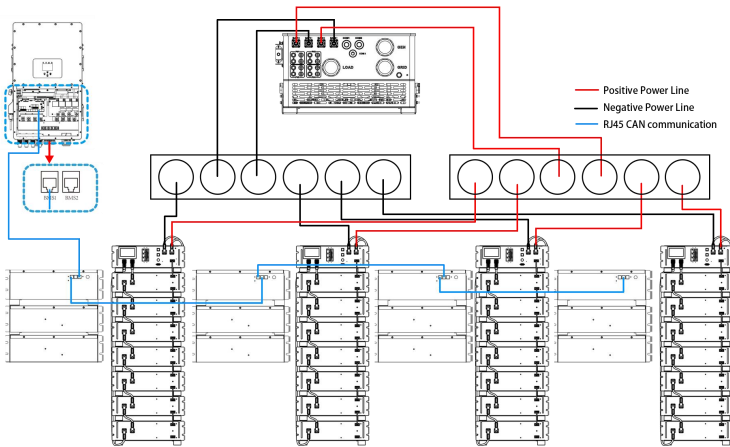 GEN
LOAD
GRID
Positive Power Line
Negative Power Line
RJ45 CAN communication
BMS1 BMS2